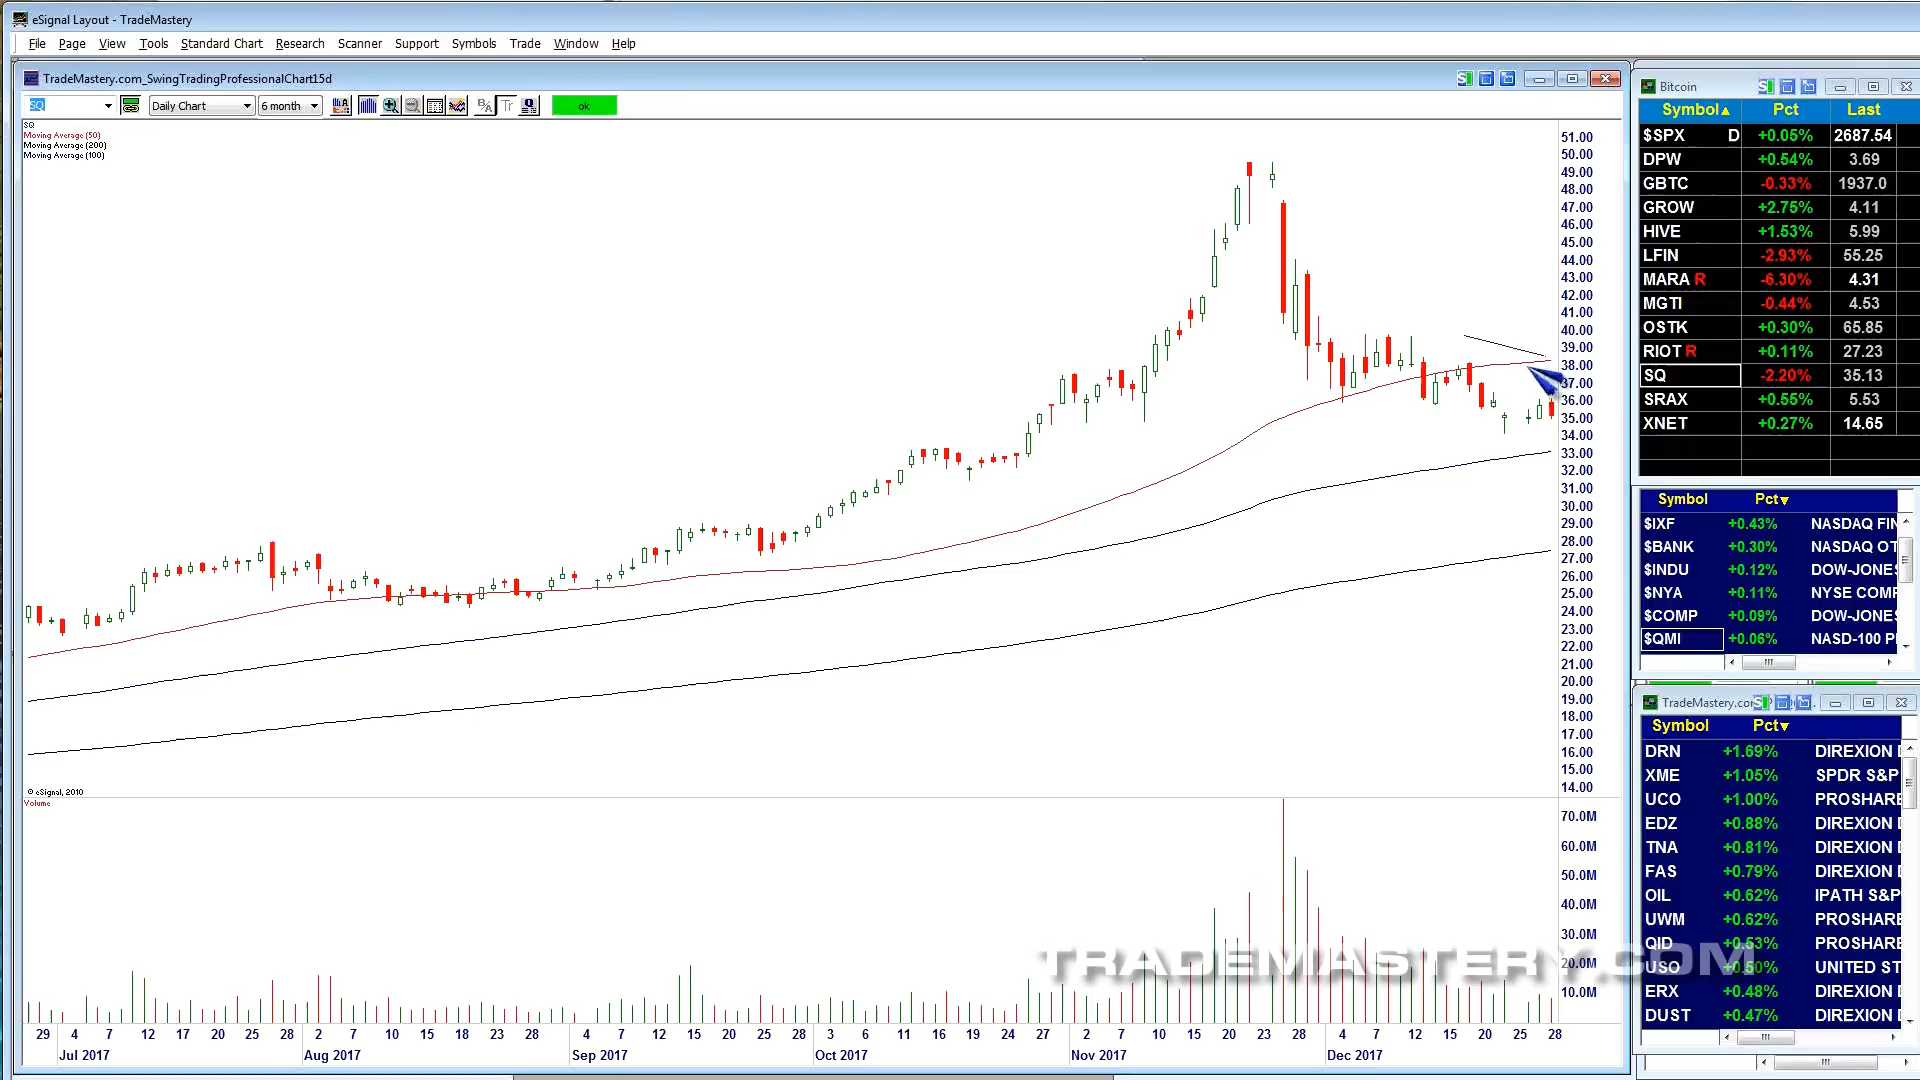 eSignal Layout - TradeMastery
File Page View Tools Standard Chart Research Scanner Support Symbols Trade Window Help
TradeMastery.com_SwingTradingProfessionalChart15d
SQ Daily Chart 6 month ok
SQ
Moving Average (50)
Moving Average (200)
Moving Average (100)
51.00
50.00
49.00
48.00
47.00
46.00
45.00
44.00
43.00
42.00
41.00
40.00
39.00
38.00
37.00
36.00
35.00
34.00
33.00
32.00
31.00
30.00
29.00
28.00
27.00
26.00
25.00
24.00
23.00
22.00
21.00
20.00
19.00
18.00
17.00
16.00
15.00
14.00
© eSignal, 2010
Volume
70.0M
60.0M
50.0M
40.0M
30.0M
20.0M
10.0M
29 4 7 12 17 20 25 28 2 7 10 15 18 23 28 4 7 12 15 20 25 28 3 6 11 16 19 24 27 2 7 10 15 20 23 28 4 7 12 15 20 25 28
Jul 2017 Aug 2017 Sep 2017 Oct 2017 Nov 2017 Dec 2017
TRADEMASTERY.COM
Bitcoin
Symbol Pct Last
$SPX D +0.05% 2687.54
DPW +0.54% 3.69
GBTC -0.33% 1937.0
GROW +2.75% 4.11
HIVE +1.53% 5.99
LFIN -2.93% 55.25
MARA R -6.30% 4.31
MGTI -0.44% 4.53
OSTK +0.30% 65.85
RIOT R +0.11% 27.23
SQ -2.20% 35.13
SRAX +0.55% 5.53
XNET +0.27% 14.65
Symbol Pct
$IXF +0.43% NASDAQ FIN
$BANK +0.30% NASDAQ OT
$INDU +0.12% DOW-JONES
$NYA +0.11% NYSE COMP
$COMP +0.09% DOW-JONES
$QMI +0.06% NASD-100 P
TradeMastery.co
Symbol Pct
DRN +1.69% DIREXION D
XME +1.05% SPDR S&P
UCO +1.00% PROSHARE
EDZ +0.88% DIREXION D
TNA +0.81% DIREXION D
FAS +0.79% DIREXION D
OIL +0.62% IPATH S&P
UWM +0.62% PROSHARE
QID +0.53% PROSHARE
USO +0.50% UNITED ST
ERX +0.48% DIREXION D
DUST +0.47% DIREXION D